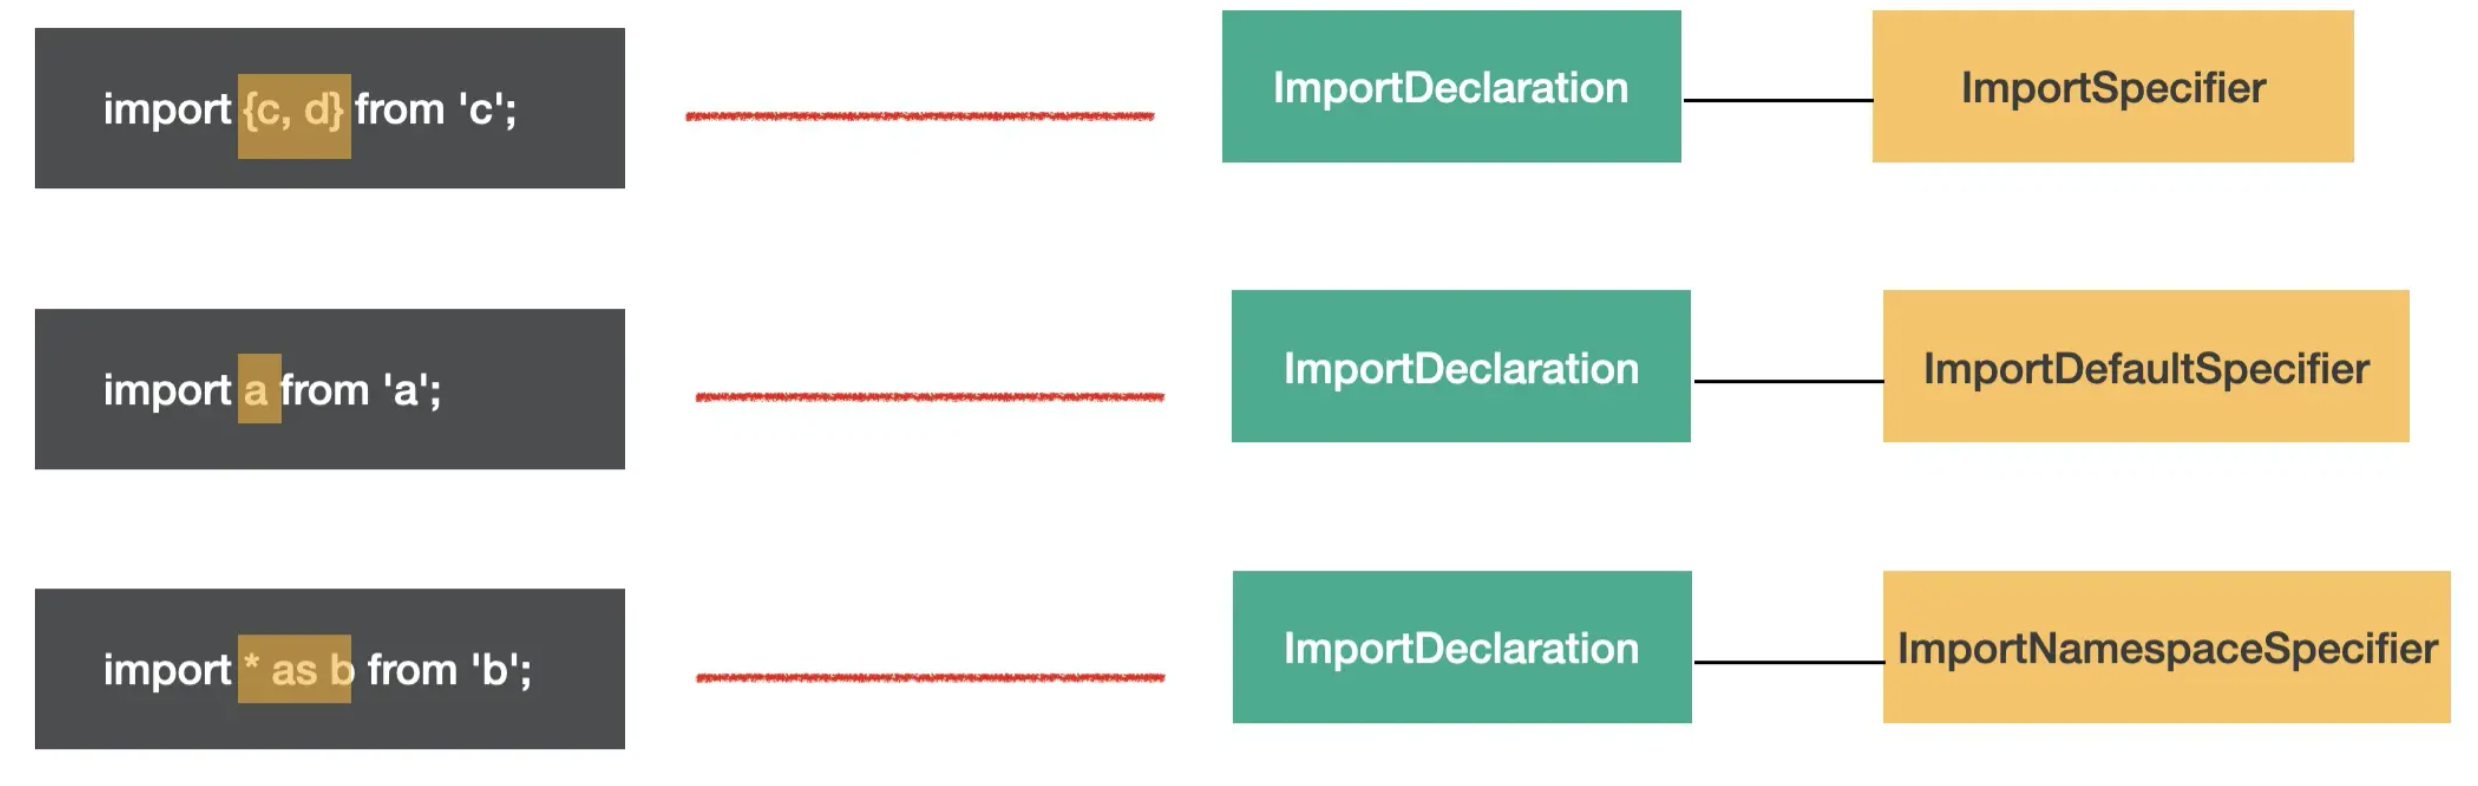 import {c, d} from 'c';
ImportDeclaration
ImportSpecifier
import a from 'a';
ImportDeclaration
ImportDefaultSpecifier
import * as b from 'b';
ImportDeclaration
ImportNamespaceSpecifier